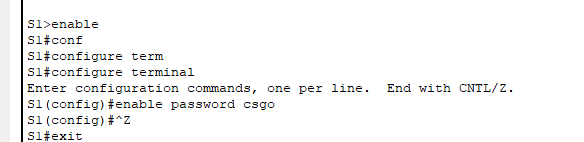 S1>enable
S1#conf
S1#configure term
S1#configure terminal
Enter configuration commands, one per line.  End with CNTL/Z.
S1(config)#enable password csgo
S1(config)#^Z
S1#exit